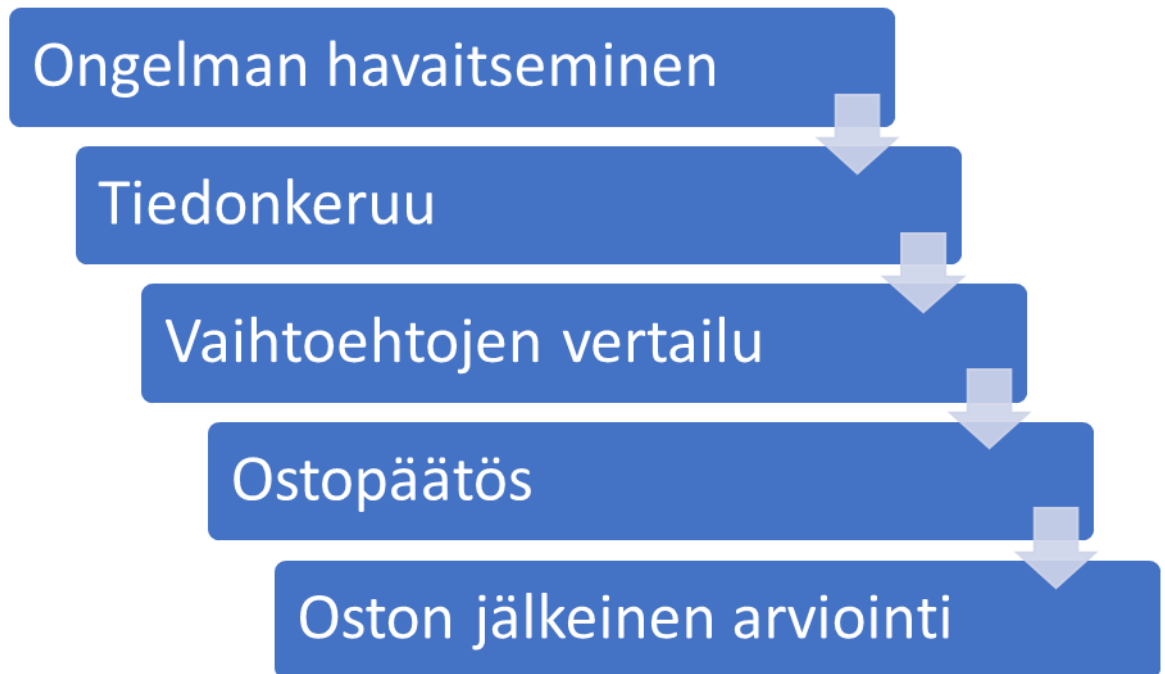 Ongelman havaitseminen
Tiedonkeruu
Vaihtoehtojen vertailu
Ostopäätös
Oston jälkeinen arviointi